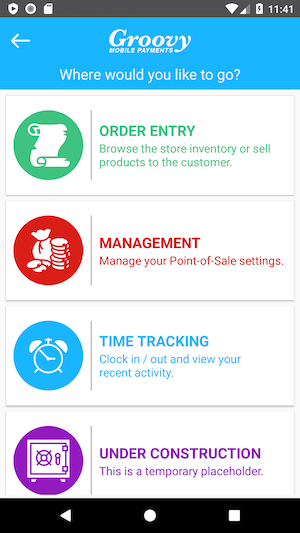 11:41
Groovy
MOBILE PAYMENTS
Where would you like to go?
ORDER ENTRY
Browse the store inventory or sell
products to the customer.
MANAGEMENT
Manage your Point-of-Sale settings.
TIME TRACKING
Clock in / out and view your
recent activity.
UNDER CONSTRUCTION
This is a temporary placeholder.